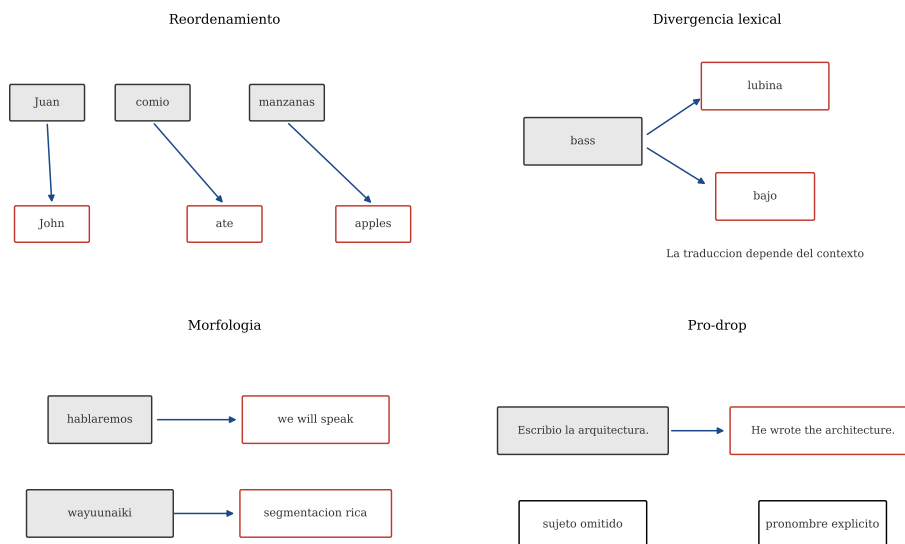 Reordenamiento
Juan comio manzanas
John ate apples
Divergencia lexical
lubina
bass
bajo
La traduccion depende del contexto
Morfologia
hablaremos we will speak
wayuunaiki segmentacion rica
Pro-drop
Escribio la arquitectura. He wrote the architecture.
sujeto omitido pronombre explicito